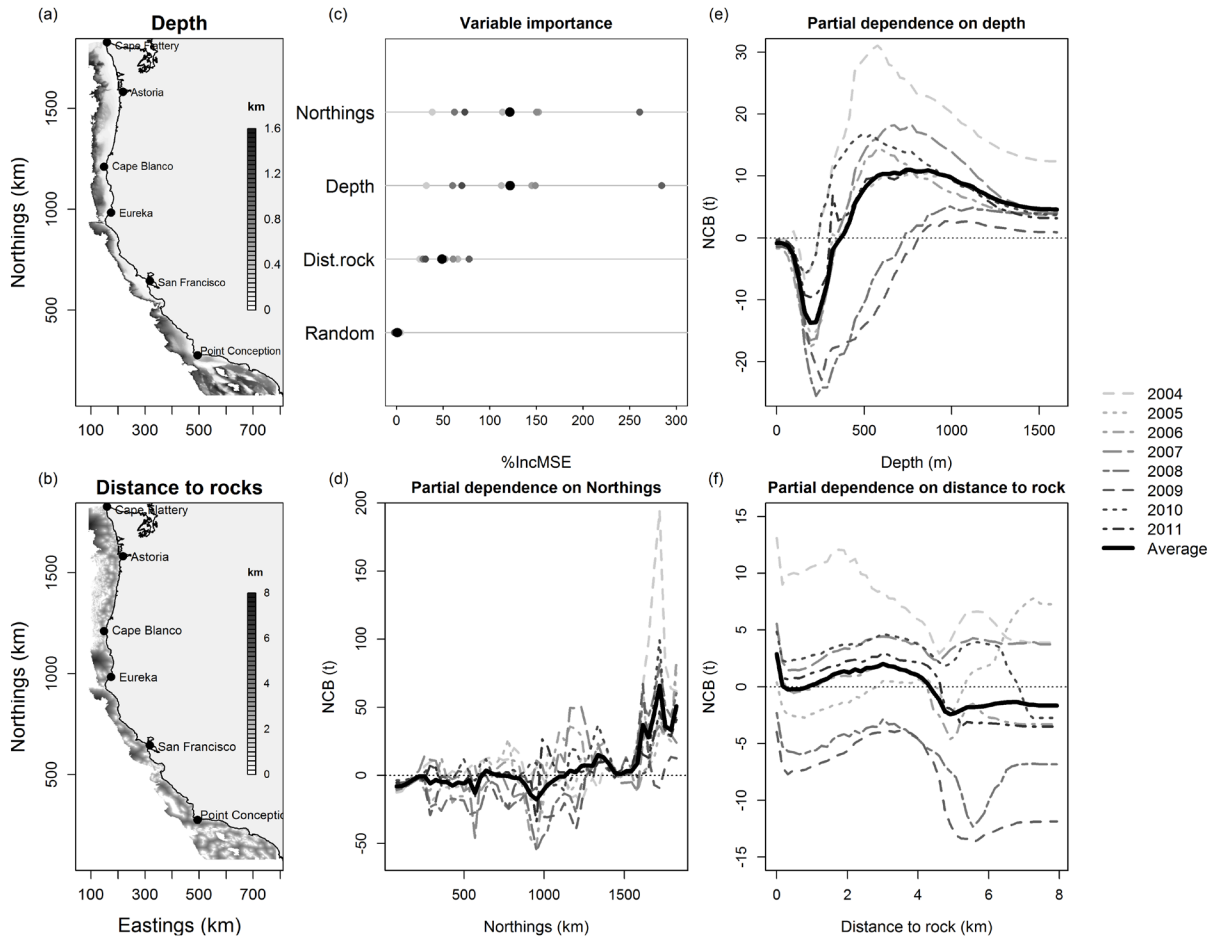 (a)
Depth
Cape Flattery
Astoria
Cape Blanco
Eureka
San Francisco
Point Conception
km
1.6
1.2
0.8
0.4
0
Northings (km)
500
1000
1500
100
300
500
700
(b)
Distance to rocks
Cape Flattery
Astoria
Cape Blanco
Eureka
San Francisco
Point Conceptio
km
8
6
4
2
0
Northings (km)
500
1000
1500
100
300
500
700
Eastings (km)
(c)
Variable importance
Northings
Depth
Dist.rock
Random
0
50
100
150
200
250
300
%IncMSE
(d)
Partial dependence on Northings
NCB (t)
200
150
100
50
0
-50
500
1000
1500
Northings (km)
(e)
Partial dependence on depth
NCB (t)
30
20
10
0
-10
-20
0
500
1000
1500
Depth (m)
(f)
Partial dependence on distance to rock
NCB (t)
15
10
5
0
-5
-10
-15
0
2
4
6
8
Distance to rock (km)
2004
2005
2006
2007
2008
2009
2010
2011
Average